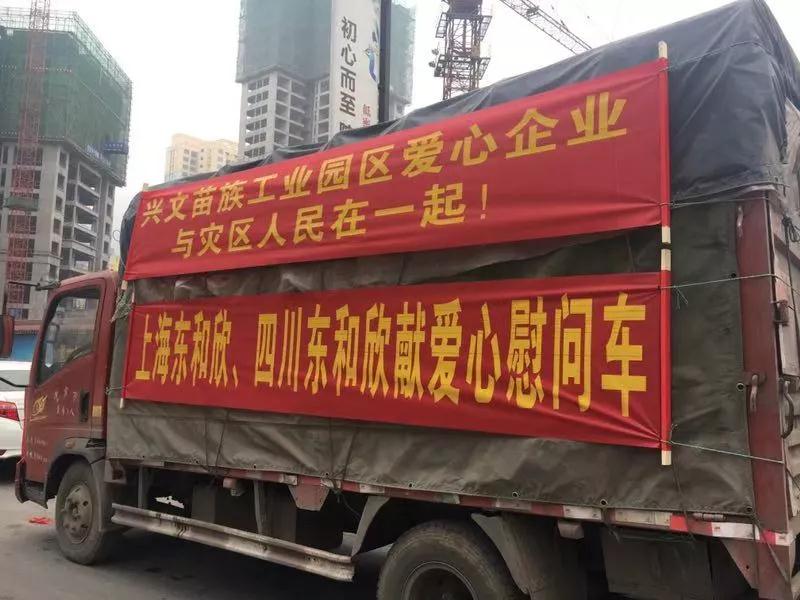 初心而至
兴文苗族工业园区爱心企业
与灾区人民在一起！
上海东和欣、四川东和欣献爱心慰问车